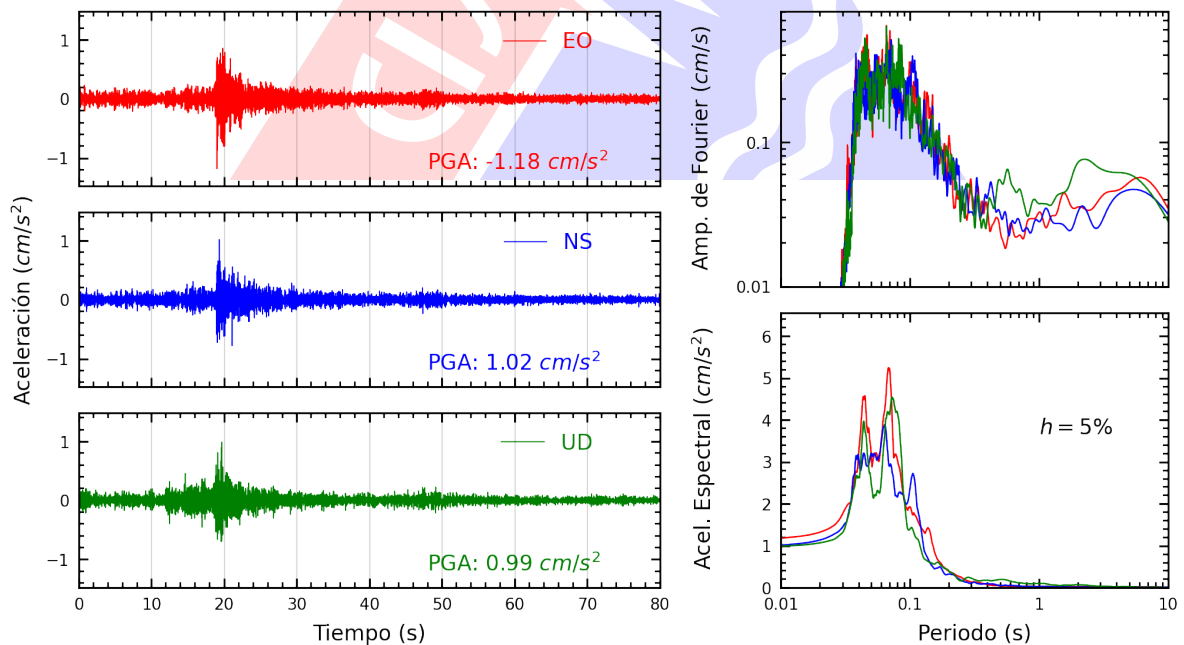 Aceleración (cm/s²)
1
0
−1
EO
PGA: -1.18 cm/s²
1
0
−1
NS
PGA: 1.02 cm/s²
1
0
−1
UD
PGA: 0.99 cm/s²
0 10 20 30 40 50 60 70 80
Tiempo (s)
Amp. de Fourier (cm/s)
0.1
0.01
Acel. Espectral (cm/s²)
6
5
4
3
2
1
0
h = 5%
0.01 0.1 1 10
Periodo (s)